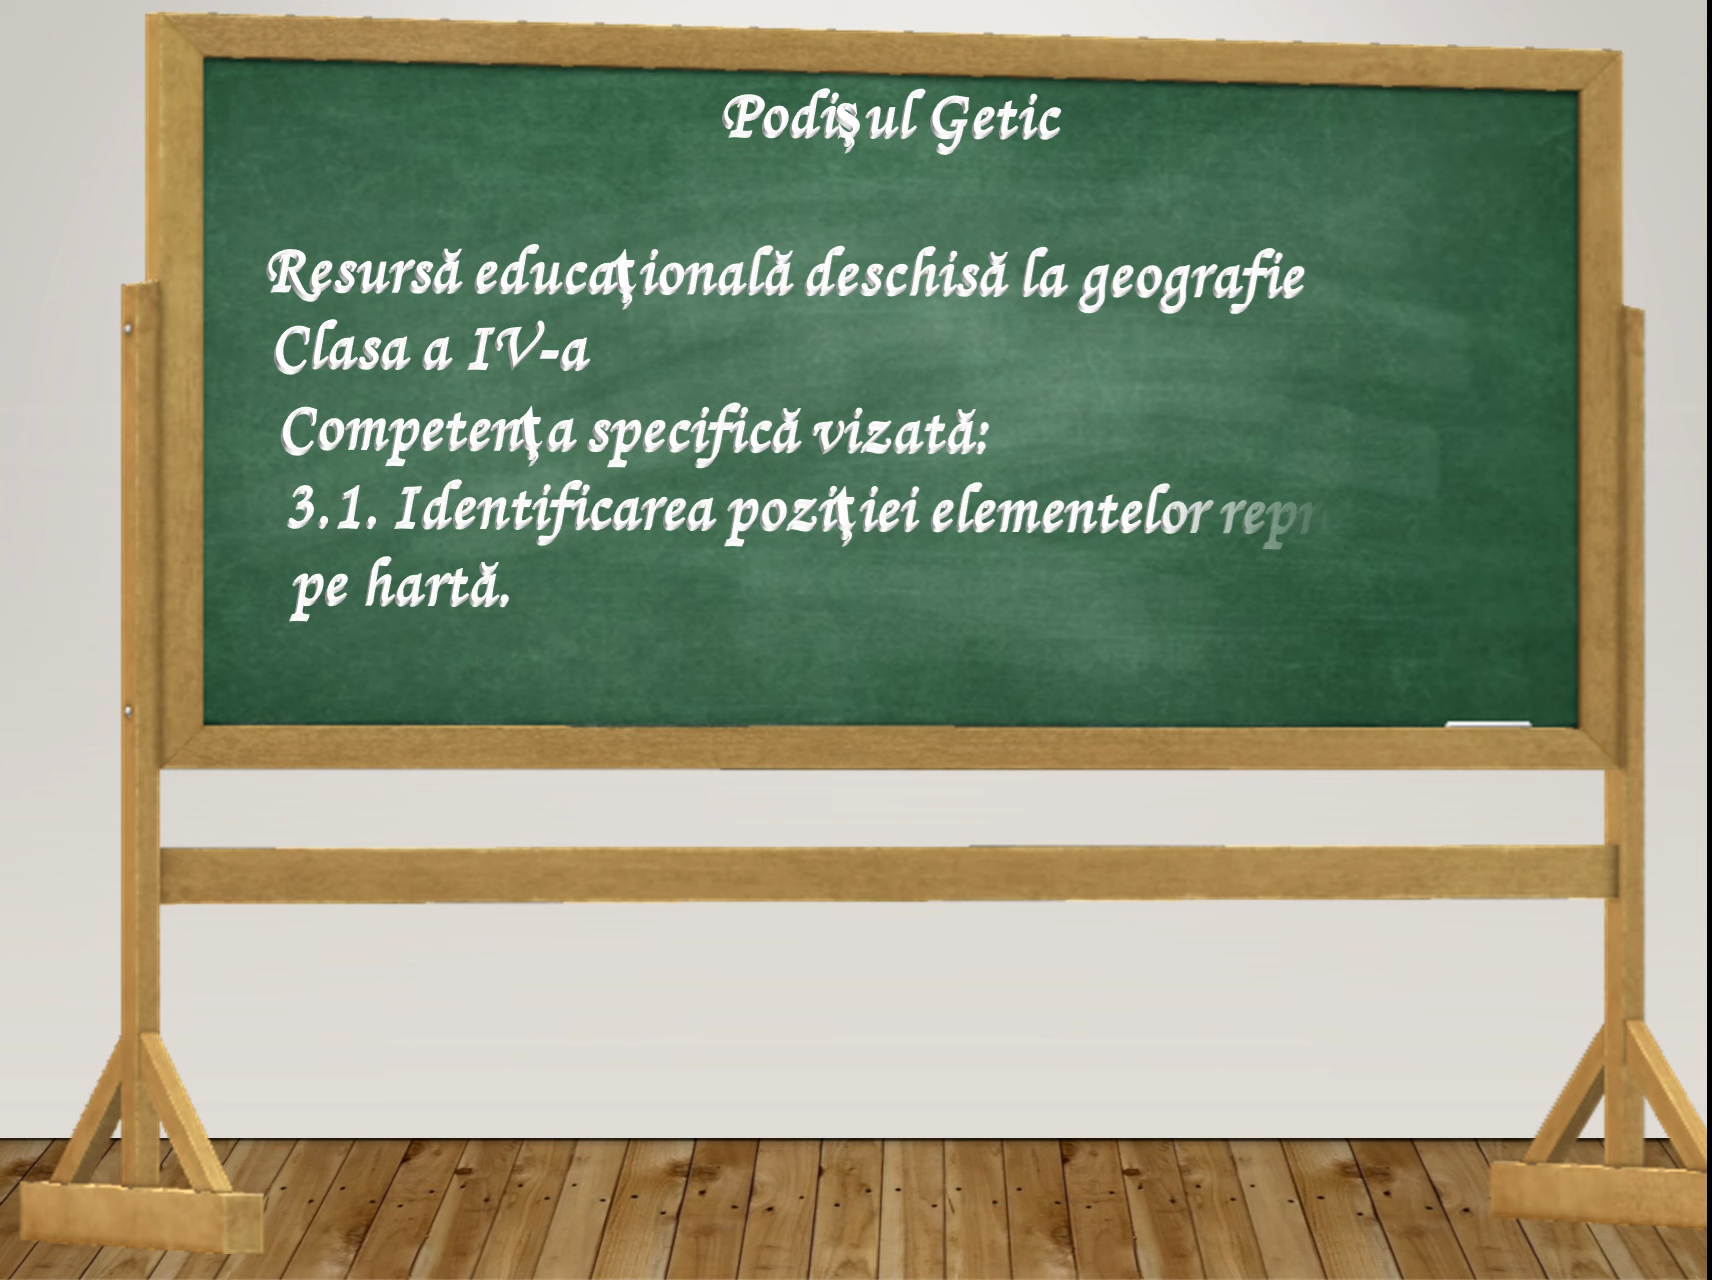 Podişul Getic
Resursă educaţională deschisă la geografie
Clasa a IV-a
Competenţa specifică vizată:
3.1. Identificarea poziţiei elementelor
pe hartă.